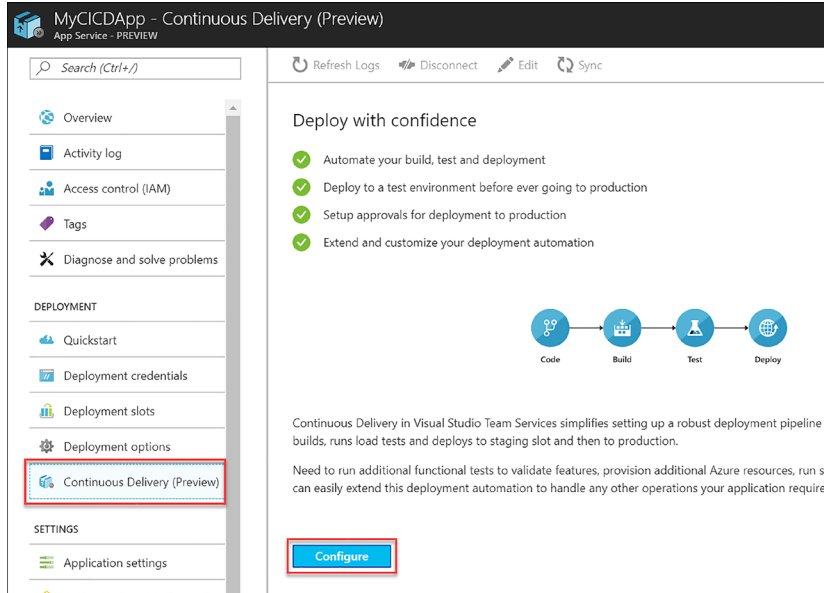 MyCICDApp - Continuous Delivery (Preview)
App Service - PREVIEW
Search (Ctrl+/)
Overview
Activity log
Access control (IAM)
Tags
Diagnose and solve problems
DEPLOYMENT
Quickstart
Deployment credentials
Deployment slots
Deployment options
Continuous Delivery (Preview)
SETTINGS
Application settings
Refresh Logs Disconnect Edit Sync
Deploy with confidence
Automate your build, test and deployment
Deploy to a test environment before ever going to production
Setup approvals for deployment to production
Extend and customize your deployment automation
Code Build Test Deploy
Continuous Delivery in Visual Studio Team Services simplifies setting up a robust deployment pipeline
builds, runs load tests and deploys to staging slot and then to production.
Need to run additional functional tests to validate features, provision additional Azure resources, run s
can easily extend this deployment automation to handle any other operations your application require
Configure